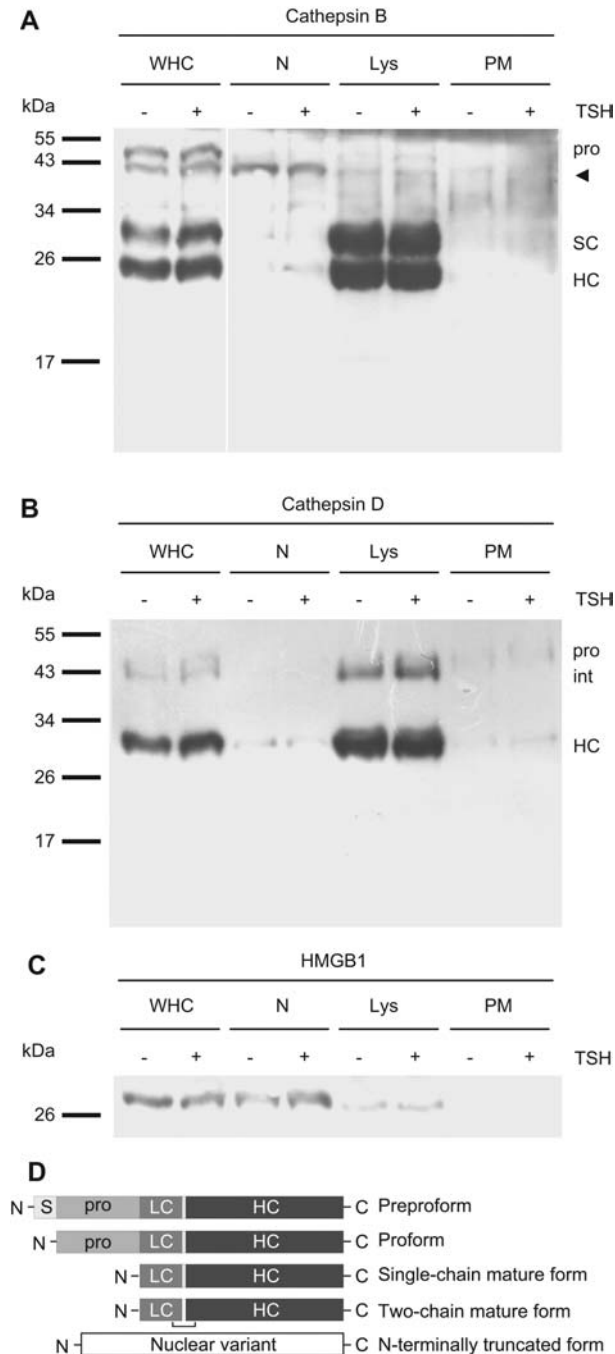 A
Cathepsin B
WHC N Lys PM
kDa - + - + - + - + TSH
55 pro
43 ◄
34
SC
26 HC
17
B
Cathepsin D
WHC N Lys PM
kDa - + - + - + - + TSH
55 pro
43 int
34
HC
26
17
C
HMGB1
WHC N Lys PM
kDa - + - + - + - + TSH
26
D
N - S pro LC HC - C Preproform
N - pro LC HC - C Proform
N - LC HC - C Single-chain mature form
N - LC HC - C Two-chain mature form
N - Nuclear variant - C N-terminally truncated form